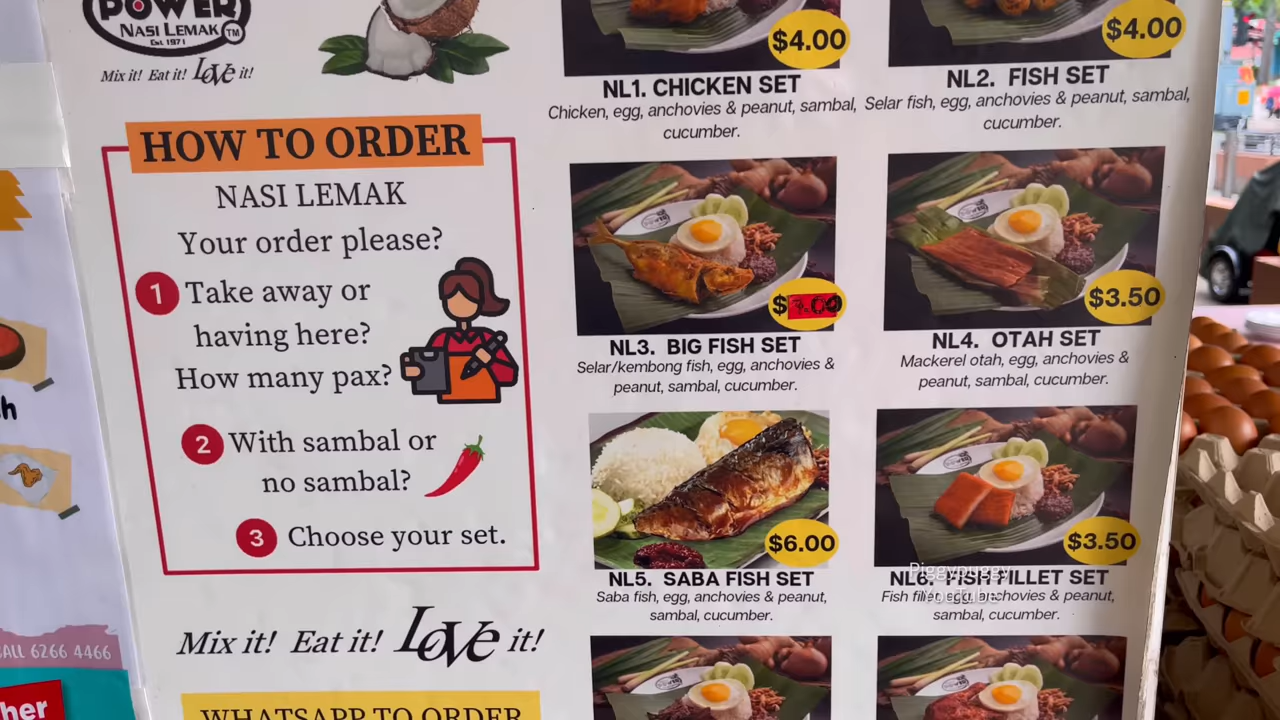 POWER
NASI LEMAK
Est. 1971
TM
Mix it! Eat it! Love it!
HOW TO ORDER
NASI LEMAK
Your order please?
1 Take away or
having here?
How many pax?
2 With sambal or
no sambal?
3 Choose your set.
Mix it! Eat it! Love it!
WHATSAPP TO ORDER
$4.00
NL1. CHICKEN SET
Chicken, egg, anchovies & peanut, sambal,
cucumber.
$4.00
NL2. FISH SET
Selar fish, egg, anchovies & peanut, sambal,
cucumber.
$
NL3. BIG FISH SET
Selar/kembong fish, egg, anchovies &
peanut, sambal, cucumber.
$3.50
NL4. OTAH SET
Mackerel otah, egg, anchovies &
peanut, sambal, cucumber.
$6.00
NL5. SABA FISH SET
Saba fish, egg, anchovies & peanut,
sambal, cucumber.
$3.50
NL6. FISH FILLET SET
Fish fillet, egg, anchovies & peanut,
sambal, cucumber.
Piggypuggy
YouTube
CALL 6266 4466
her